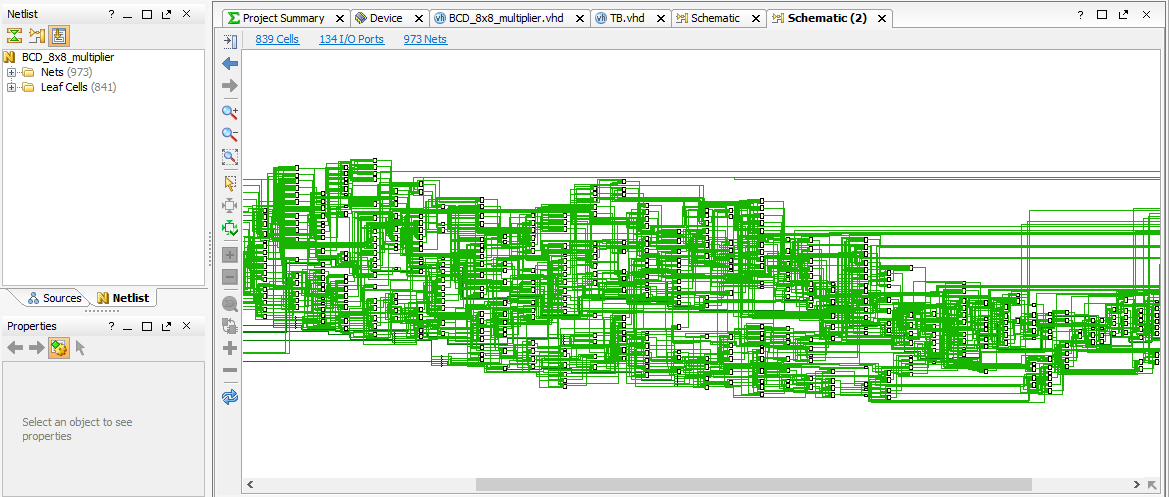 Netlist
?
BCD_8x8_multiplier
Nets (973)
Leaf Cells (841)
Sources
Netlist
Properties
?
Select an object to see
properties
Project Summary
Device
BCD_8x8_multiplier.vhd
TB.vhd
Schematic
Schematic (2)
?
839 Cells
134 I/O Ports
973 Nets